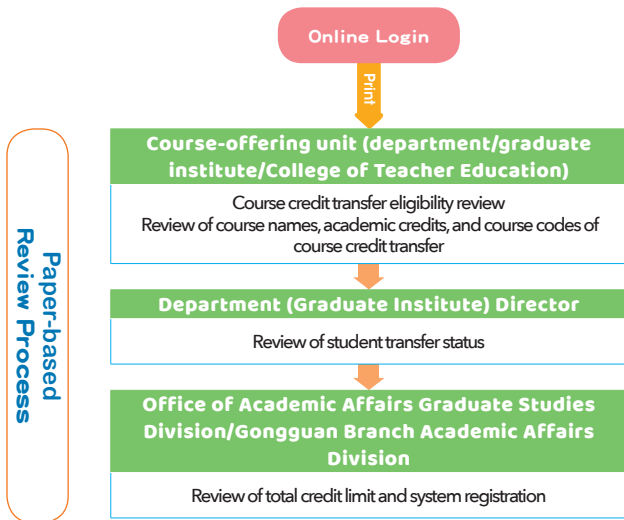 Online Login
Print
Paper-based
Review Process
Course-offering unit (department/graduate
institute/College of Teacher Education)
Course credit transfer eligibility review
Review of course names, academic credits, and course codes of
course credit transfer
Department (Graduate Institute) Director
Review of student transfer status
Office of Academic Affairs Graduate Studies
Division/Gongguan Branch Academic Affairs
Division
Review of total credit limit and system registration